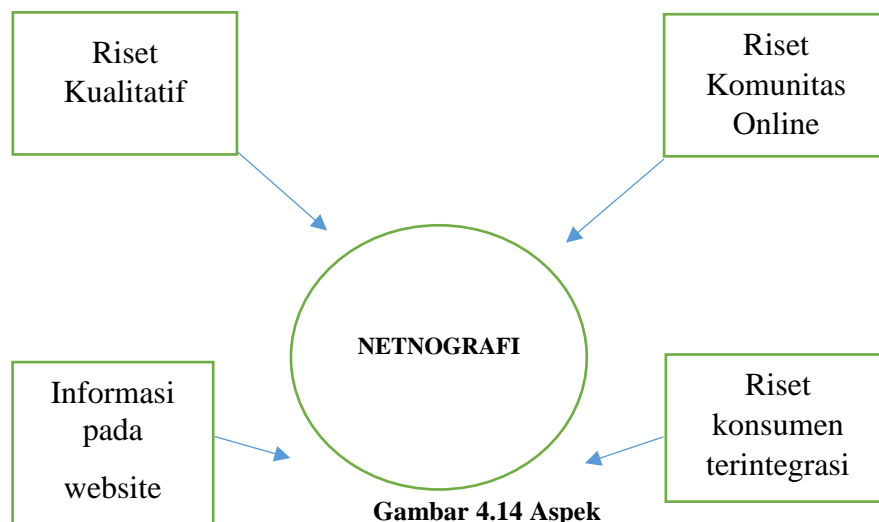 Riset
Kualitatif
Riset
Komunitas
Online
NETNOGRAFI
Informasi
pada
website
Riset
konsumen
terintegrasi
Gambar 4.14 Aspek